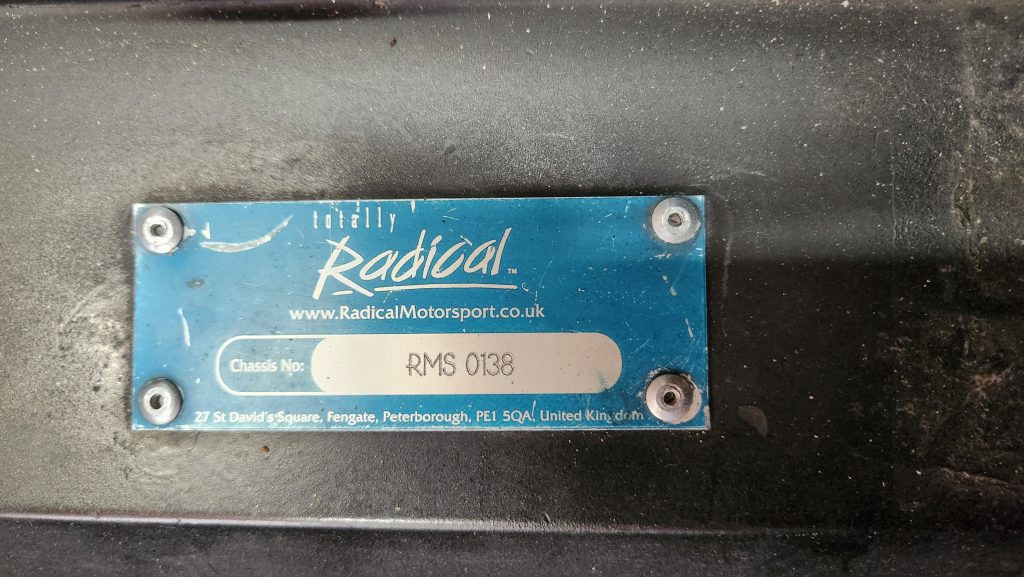 totally
Radical™
www.RadicalMotorsport.co.uk
Chassis No: RMS 0138
27 St David's Square, Fengate, Peterborough, PE1 5QA, United Kingdom